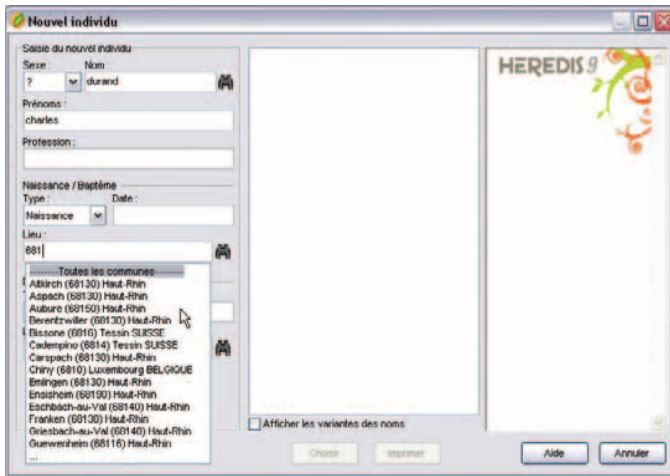 Nouvel individu
Saisie du nouvel individu
Sexe : Nom :
? durand
Prénoms :
charles
Profession :
Naissance / Baptême
Type : Date :
Naissance
Lieu :
681
--------Toutes les communes--------
Altkirch (68130) Haut-Rhin
Aspach (68130) Haut-Rhin
Aubure (68150) Haut-Rhin
Berentzwiller (68130) Haut-Rhin
Bissone (6816) Tessin SUISSE
Cadempino (6814) Tessin SUISSE
Carspach (68130) Haut-Rhin
Chiny (6810) Luxembourg BELGIQUE
Emlingen (68130) Haut-Rhin
Ensisheim (68190) Haut-Rhin
Eschbach-au-Val (68140) Haut-Rhin
Franken (68130) Haut-Rhin
Griesbach-au-Val (68140) Haut-Rhin
Guewenheim (68116) Haut-Rhin
...
Afficher les variantes des noms
HEREDIS 9
Choisir
Imprimer
Aide
Annuler